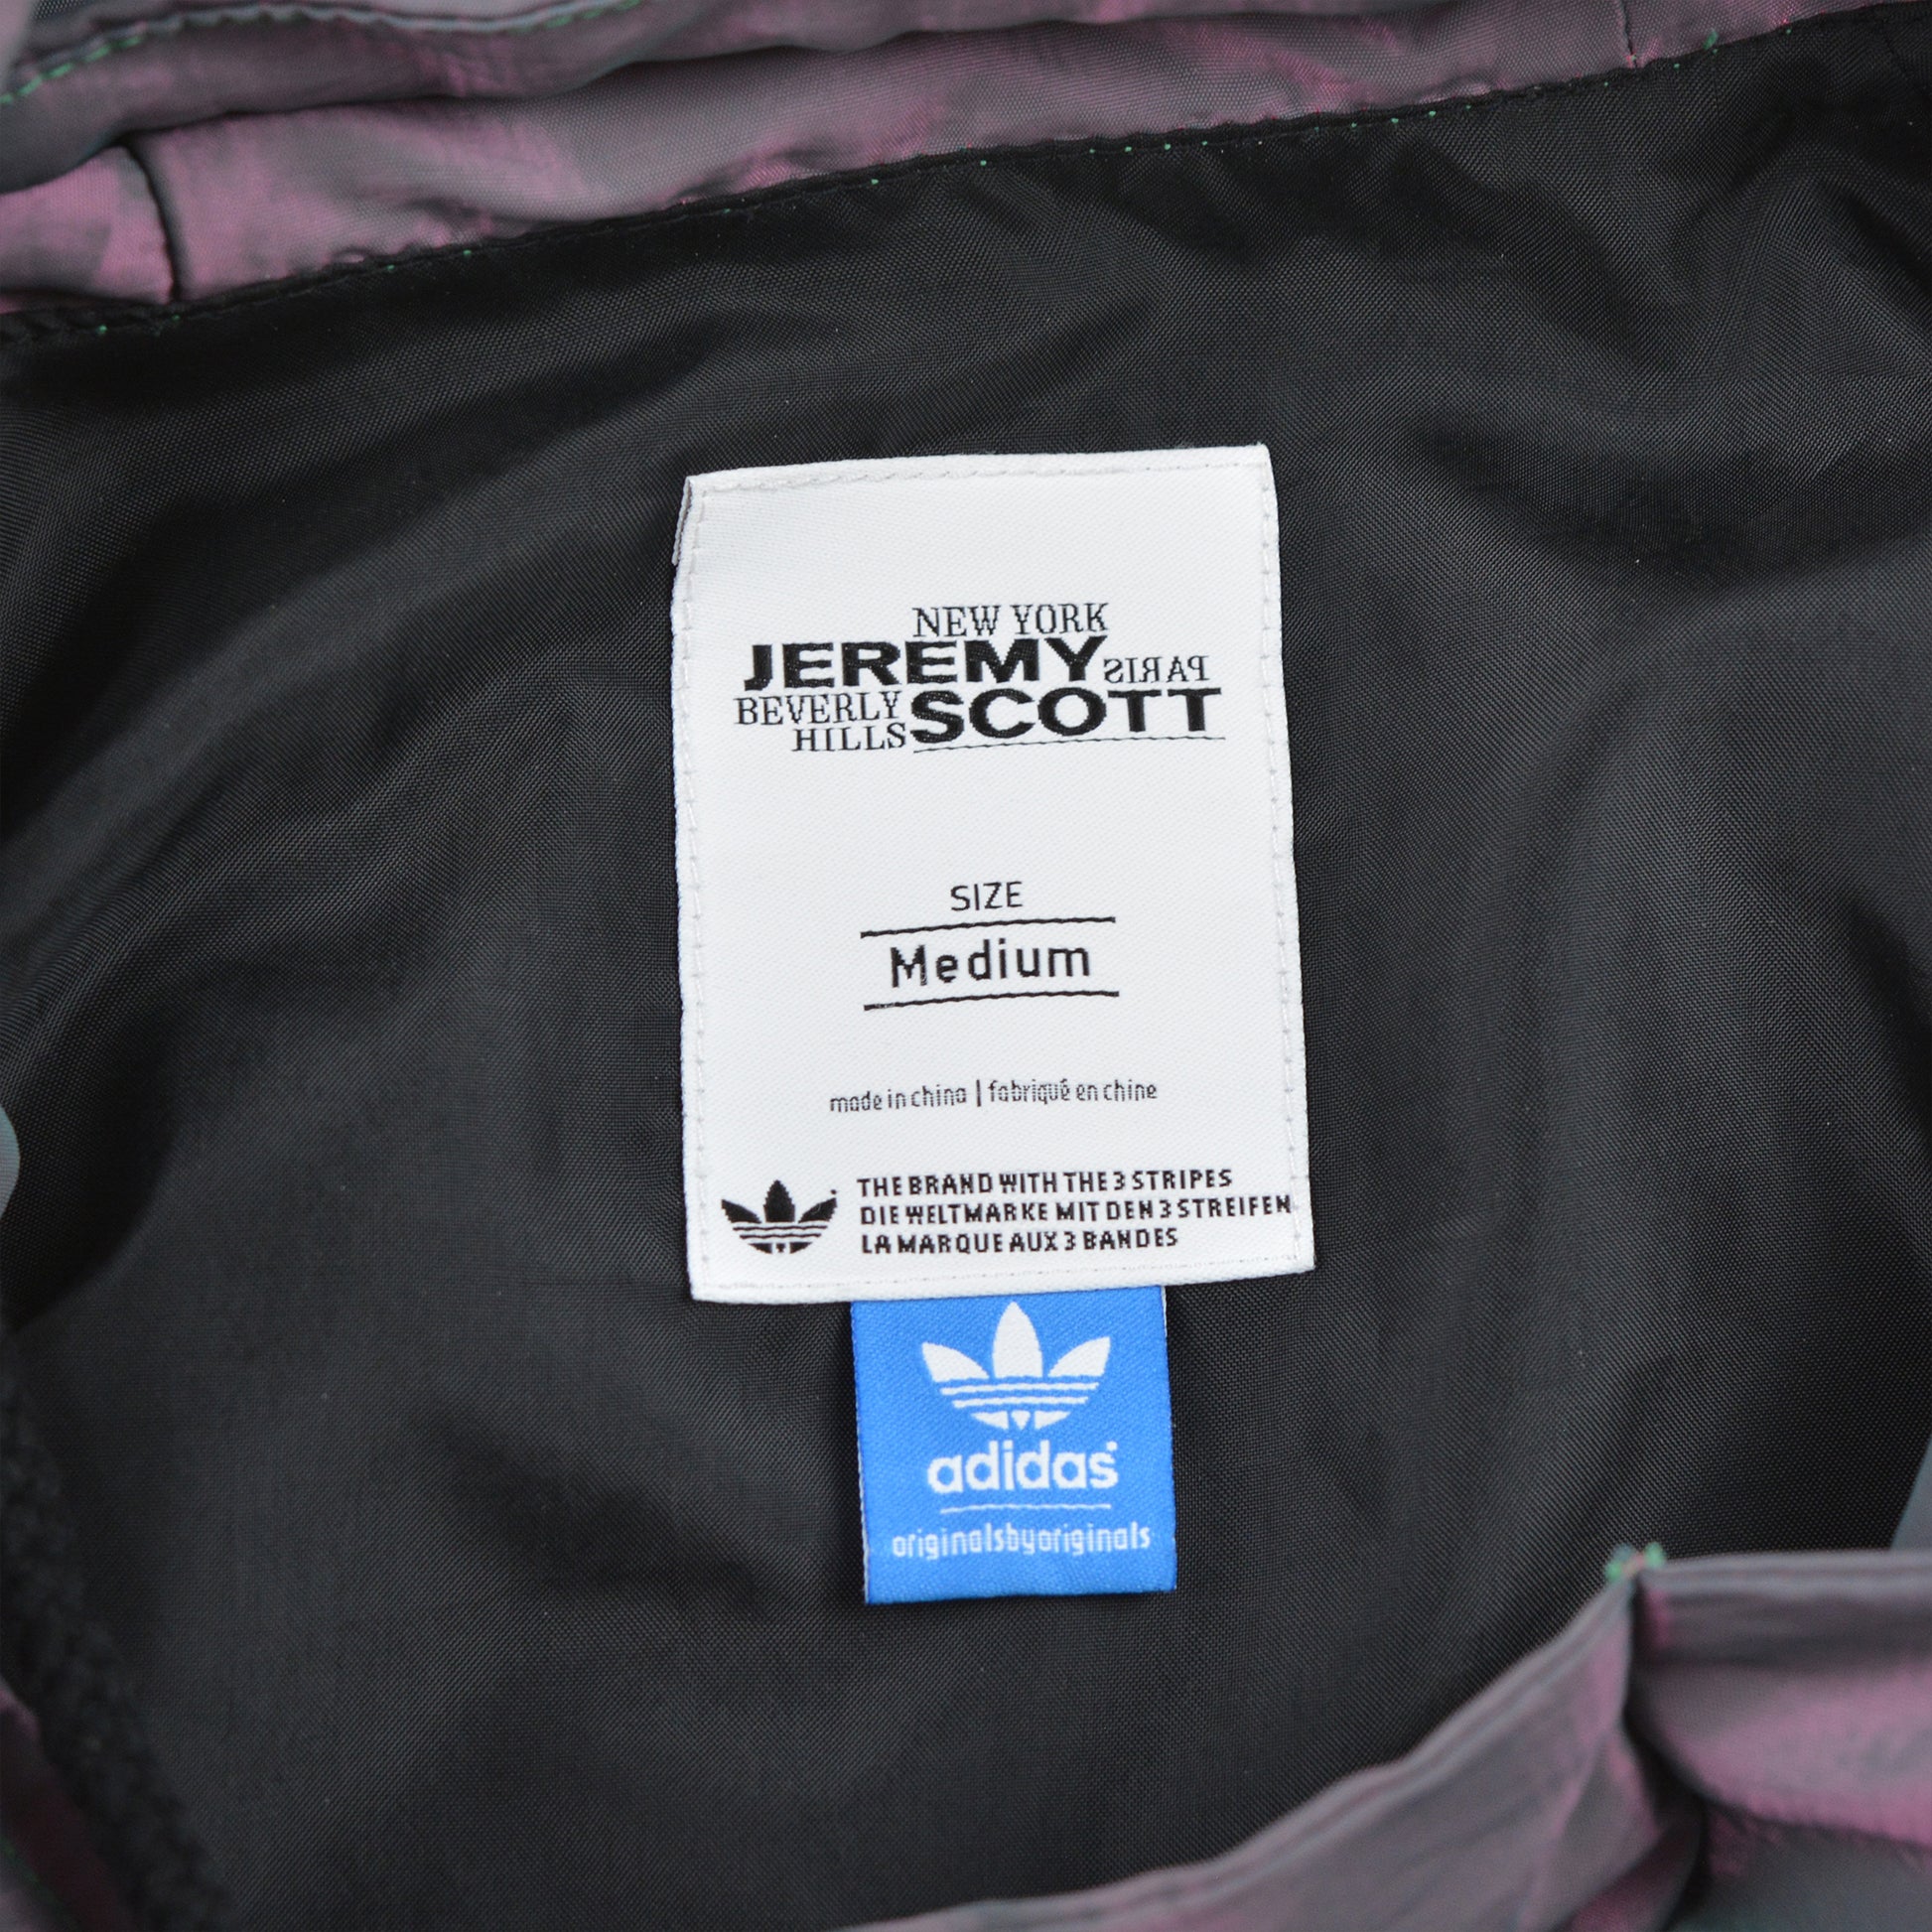 NEW YORK
JEREMY PARIS
BEVERLY SCOTT
HILLS
SIZE
Medium
made in china | fabriqué en chine
THE BRAND WITH THE 3 STRIPES
DIE WELTMARKE MIT DEN 3 STREIFEN
LA MARQUE AUX 3 BANDES
adidas
originalsbyoriginals